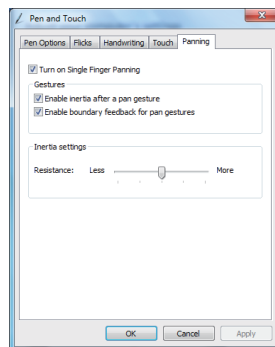 Pen and Touch
Pen Options Flicks Handwriting Touch Panning
Turn on Single Finger Panning
Gestures
Enable inertia after a pan gesture
Enable boundary feedback for pan gestures
Inertia settings
Resistance: Less More
OK Cancel Apply